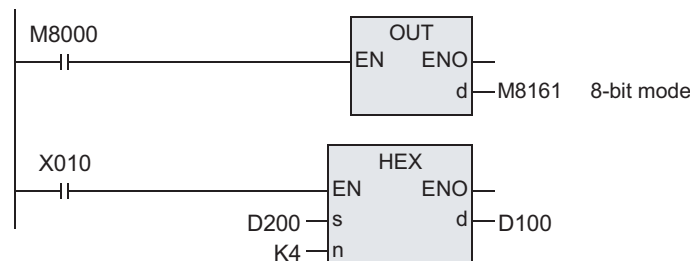 M8000
OUT
EN ENO
d M8161 8-bit mode
X010
HEX
EN ENO
D200 s d D100
K4 n